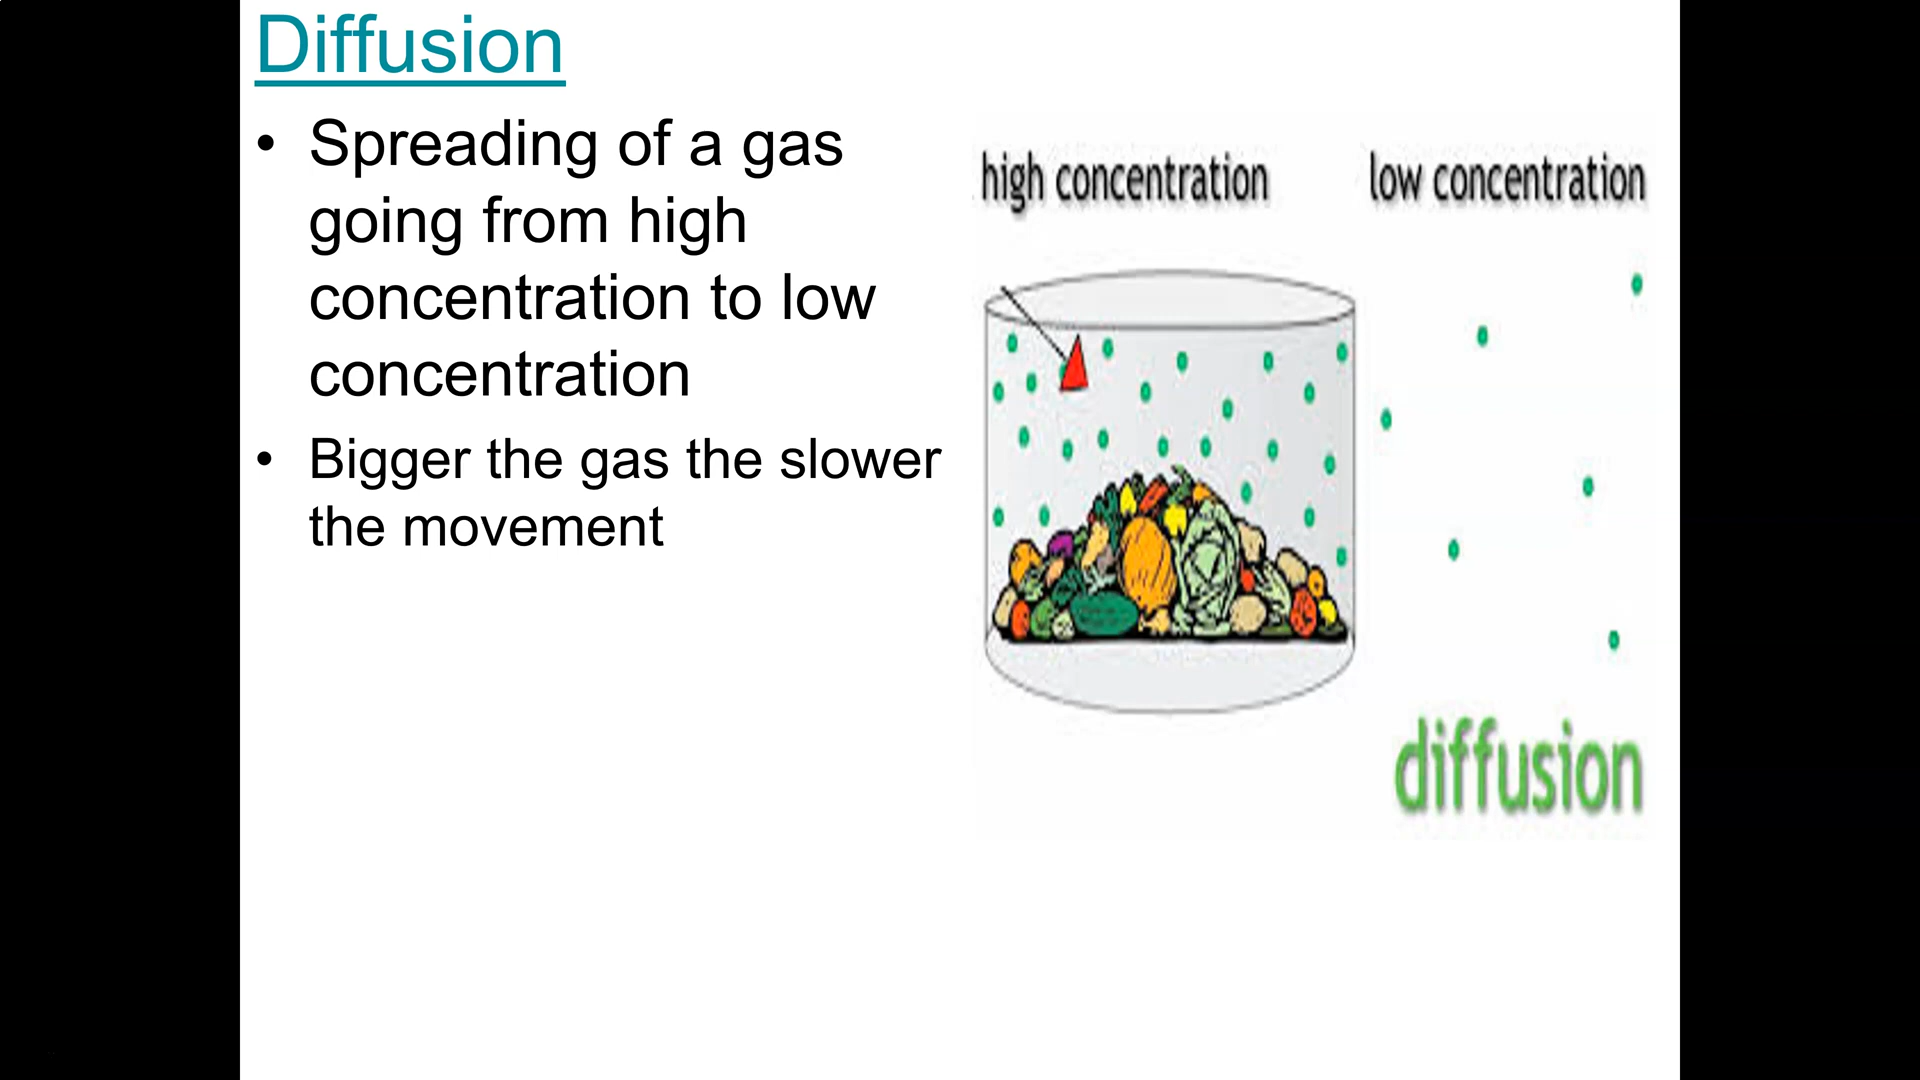 Diffusion
• Spreading of a gas
going from high
concentration to low
concentration
• Bigger the gas the slower
the movement
high concentration
low concentration
diffusion